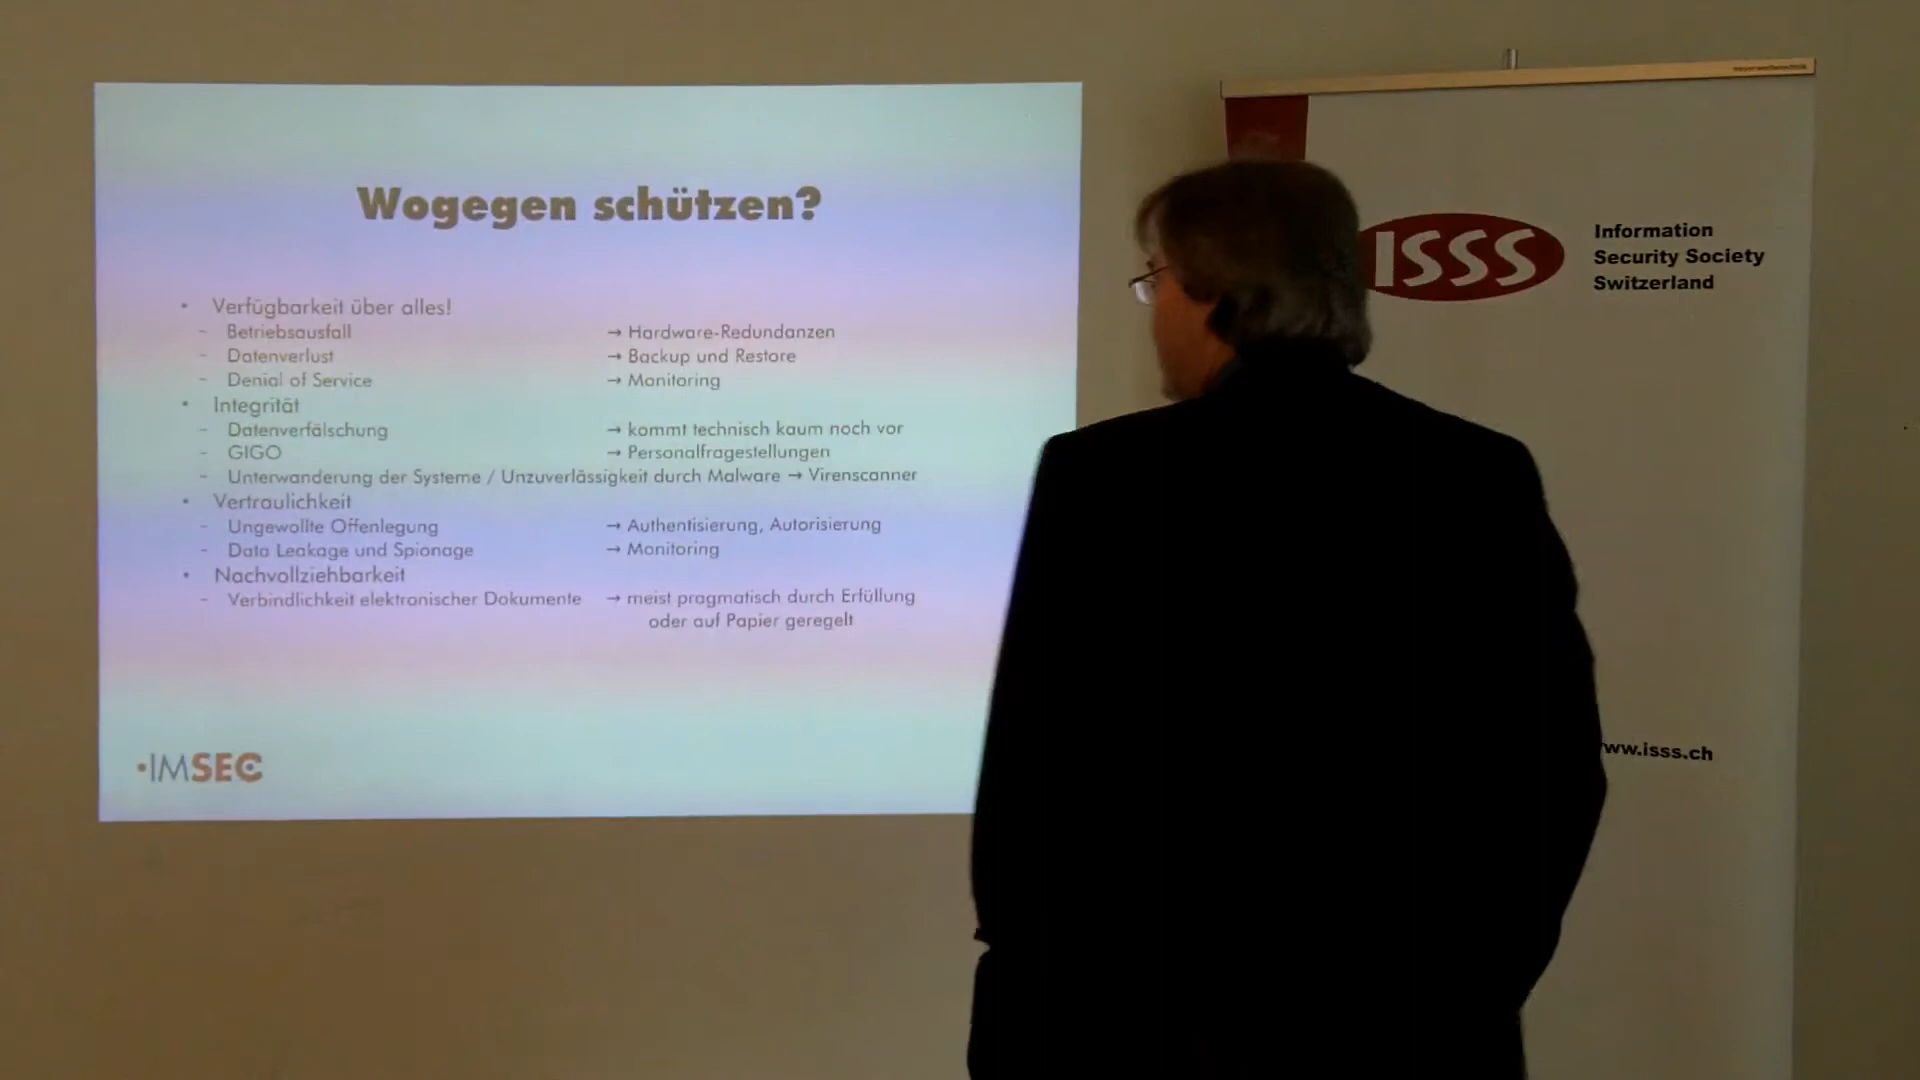 Wogegen schützen?
• Verfügbarkeit über alles!
– Betriebsausfall → Hardware-Redundanzen
– Datenverlust → Backup und Restore
– Denial of Service → Monitoring
• Integrität
– Datenverfälschung → kommt technisch kaum noch vor
– GIGO → Personalfragestellungen
– Unterwanderung der Systeme / Unzuverlässigkeit durch Malware → Virenscanner
• Vertraulichkeit
– Ungewollte Offenlegung → Authentisierung, Autorisierung
– Data Leakage und Spionage → Monitoring
• Nachvollziehbarkeit
– Verbindlichkeit elektronischer Dokumente → meist pragmatisch durch Erfüllung
oder auf Papier geregelt
•IMSEC
ISSS
Information
Security Society
Switzerland
ww.isss.ch